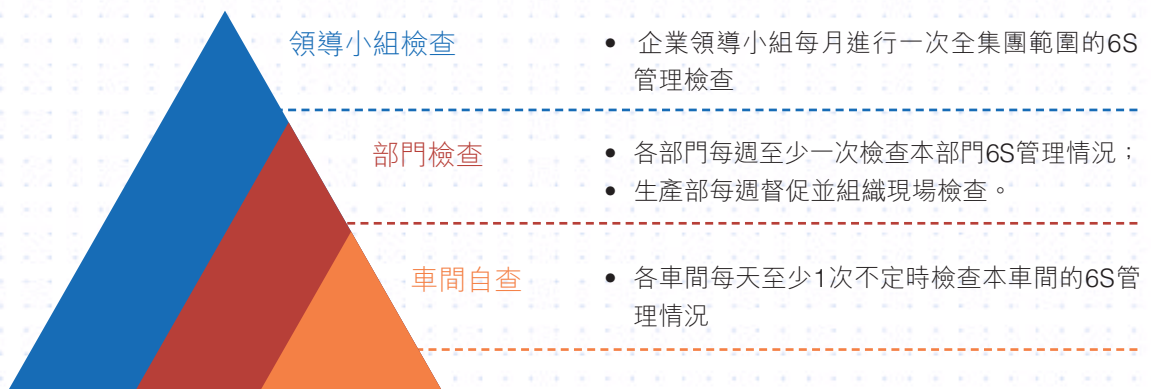 領導小組檢查
• 企業領導小組每月進行一次全集團範圍的6S
管理檢查
部門檢查
• 各部門每週至少一次檢查本部門6S管理情況；
• 生產部每週督促並組織現場檢查。
車間自查
• 各車間每天至少1次不定時檢查本車間的6S管
理情況